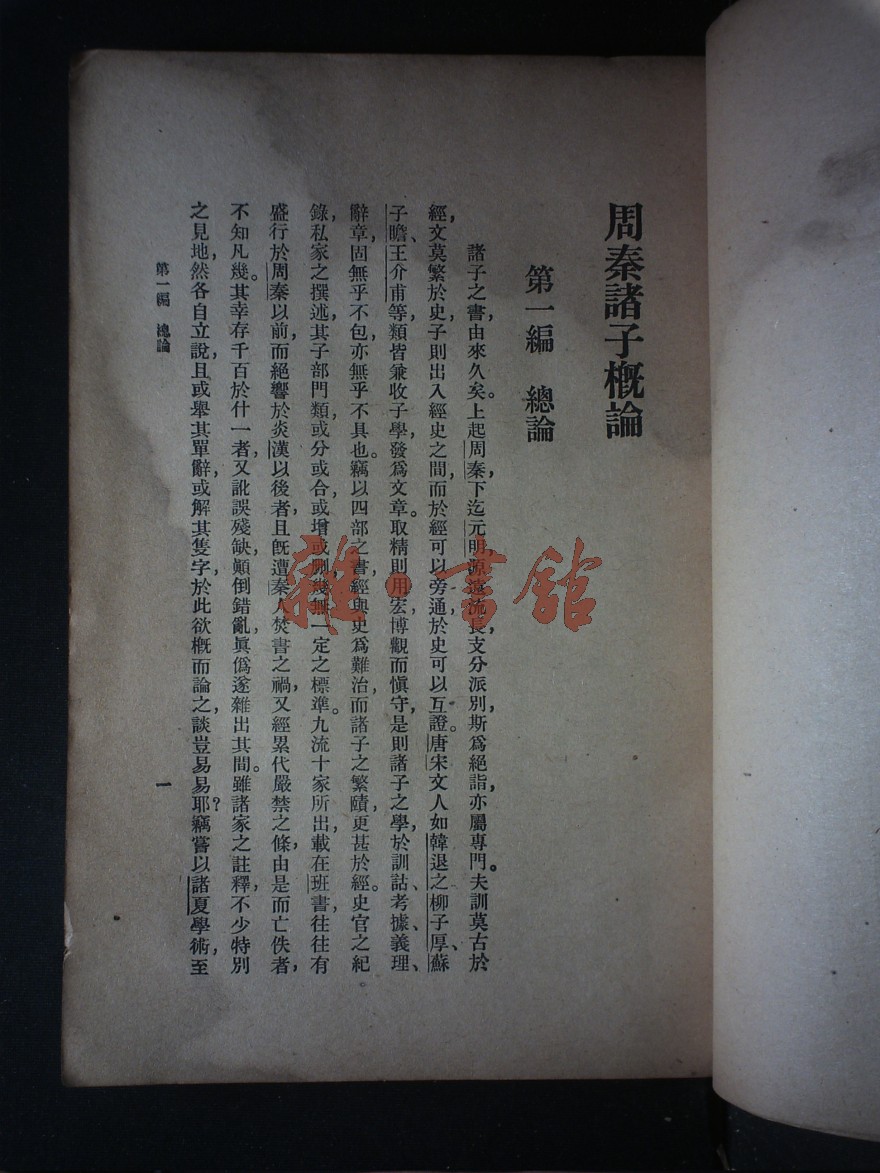 周秦諸子概論
第一編　總論
諸子之書由來久矣。上起周秦，下迄元明源遠流長，支分派別，斯爲絕詣，亦屬專門。夫訓莫古於
經，文莫繁於史，子則出入經史之間，而於經可以旁通，於史可以互證。唐宋文人如韓退之、柳子厚、蘇
子瞻、王介甫等，類皆兼收子學，發爲文章。取精則用宏，博觀而愼守，是則諸子之學，於訓詁、考據、義理、
辭章，固無乎不包，亦無乎不具也。竊以四部之書，經與史爲難治，而諸子之繁賾，更甚於經。史官之紀
錄，私家之撰述，其子部門類，或分或合，或增或刪，幾無一定之標準。九流十家所出，載在班書，往往有
盛行於周秦以前，而絕響於炎漢以後者，且旣遭秦人焚書之禍，又經累代嚴禁之條，由是而亡佚者，
不知凡幾。其幸存千百於什一者，又訛誤殘缺，顚倒錯亂，眞僞遂雜出其間。雖諸家之註釋，不少特別
之見地，然各自立說，且或舉其單辭，或解其隻字，於此欲概而論之，談豈易易耶？竊嘗以諸夏學術，至
第一編　總論
一
雜·書館